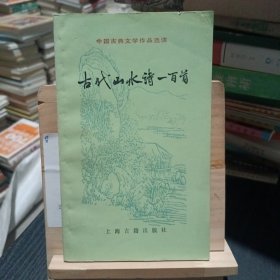 中国古典文学作品选读
古代山水诗一百首
上海古籍出版社